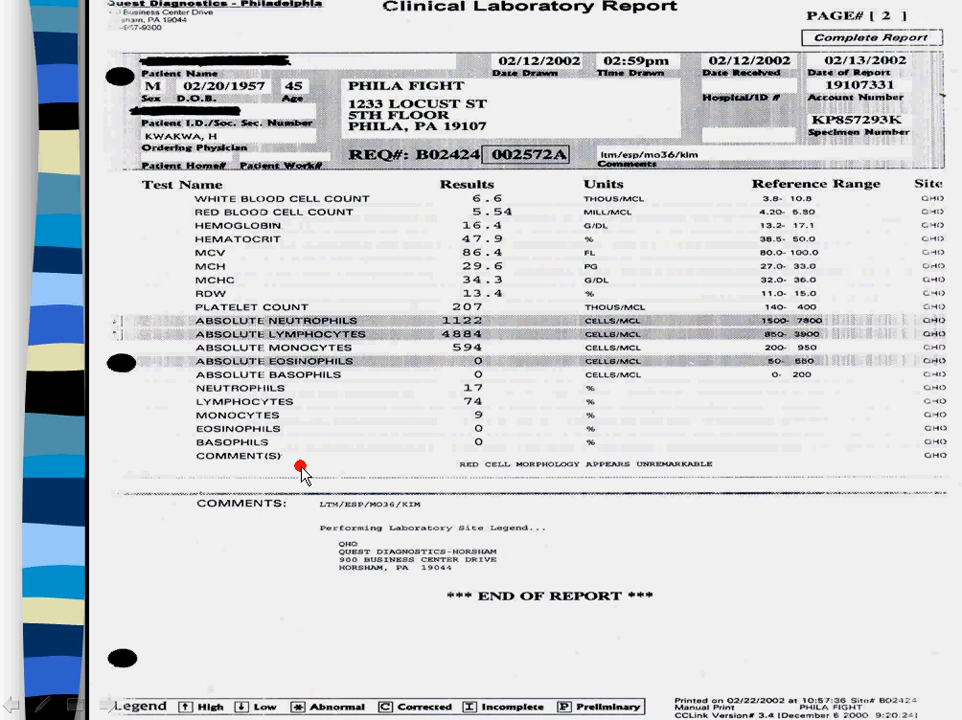 Quest Diagnostics - Philadelphia
Clinical Laboratory Report
Business Center Drive
PA 19044
PAGE# [ 2 ]
Complete Report
02/12/2002 02:59pm 02/12/2002 02/13/2002
Patient Name Date Drawn Time Drawn Date Received Date of Report
M 02/20/1957 45 PHILA FIGHT 19107331
Sex D.O.B. Age Hospital/ID # Account Number
1233 LOCUST ST
5TH FLOOR
PHILA, PA 19107
KP857293K
Patient I.D./Soc. Sec. Number Specimen Number
KWAKWA, H
Ordering Physician
REQ#: B02424 002572A ltm/esp/mo36/kim
Patient Home# Patient Work# Comments
Test Name Results Units Reference Range Site
WHITE BLOOD CELL COUNT 6.6 THOUS/MCL 3.8- 10.8 QHO
RED BLOOD CELL COUNT 5.54 MILL/MCL 4.20- 5.80 QHO
HEMOGLOBIN 16.4 G/DL 13.2- 17.1 QHO
HEMATOCRIT 47.9 % 38.5- 50.0 QHO
MCV 86.4 FL 80.0- 100.0 QHO
MCH 29.6 PG 27.0- 33.0 QHO
MCHC 34.3 G/DL 32.0- 36.0 QHO
RDW 13.4 % 11.0- 15.0 QHO
PLATELET COUNT 207 THOUS/MCL 140- 400 QHO
ABSOLUTE NEUTROPHILS 1122 CELLS/MCL 1500- 7800 QHO
ABSOLUTE LYMPHOCYTES 4884 CELLS/MCL 850- 3900 QHO
ABSOLUTE MONOCYTES 594 CELLS/MCL 200- 950 QHO
ABSOLUTE EOSINOPHILS 0 CELLS/MCL 50- 550 QHO
ABSOLUTE BASOPHILS 0 CELLS/MCL 0- 200 QHO
NEUTROPHILS 17 % QHO
LYMPHOCYTES 74 % QHO
MONOCYTES 9 % QHO
EOSINOPHILS 0 % QHO
BASOPHILS 0 % QHO
COMMENT(S) QHO
RED CELL MORPHOLOGY APPEARS UNREMARKABLE
COMMENTS: LTM/ESP/MO36/KIM
Performing Laboratory Site Legend...
QHO
QUEST DIAGNOSTICS-HORSHAM
900 BUSINESS CENTER DRIVE
HORSHAM, PA 19044
*** END OF REPORT ***
Legend ↑ High ↓ Low * Abnormal C Corrected I Incomplete P Preliminary
Printed on 02/22/2002 at 10:57:36 Site# B02424
Manual Print PHILA FIGHT
CCLink Version# 3.4 [December 6 2000 9:20:24]